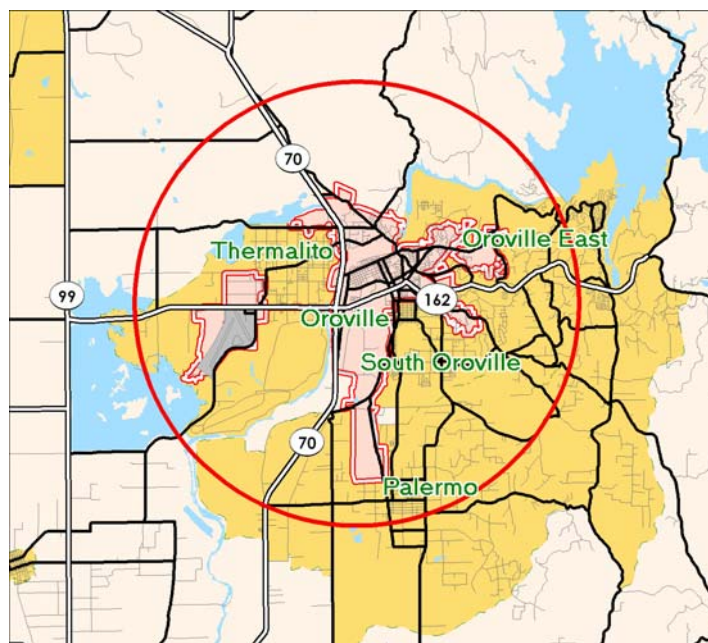 70
Thermalito
Oroville East
99
162
Oroville
South Oroville
70
Palermo